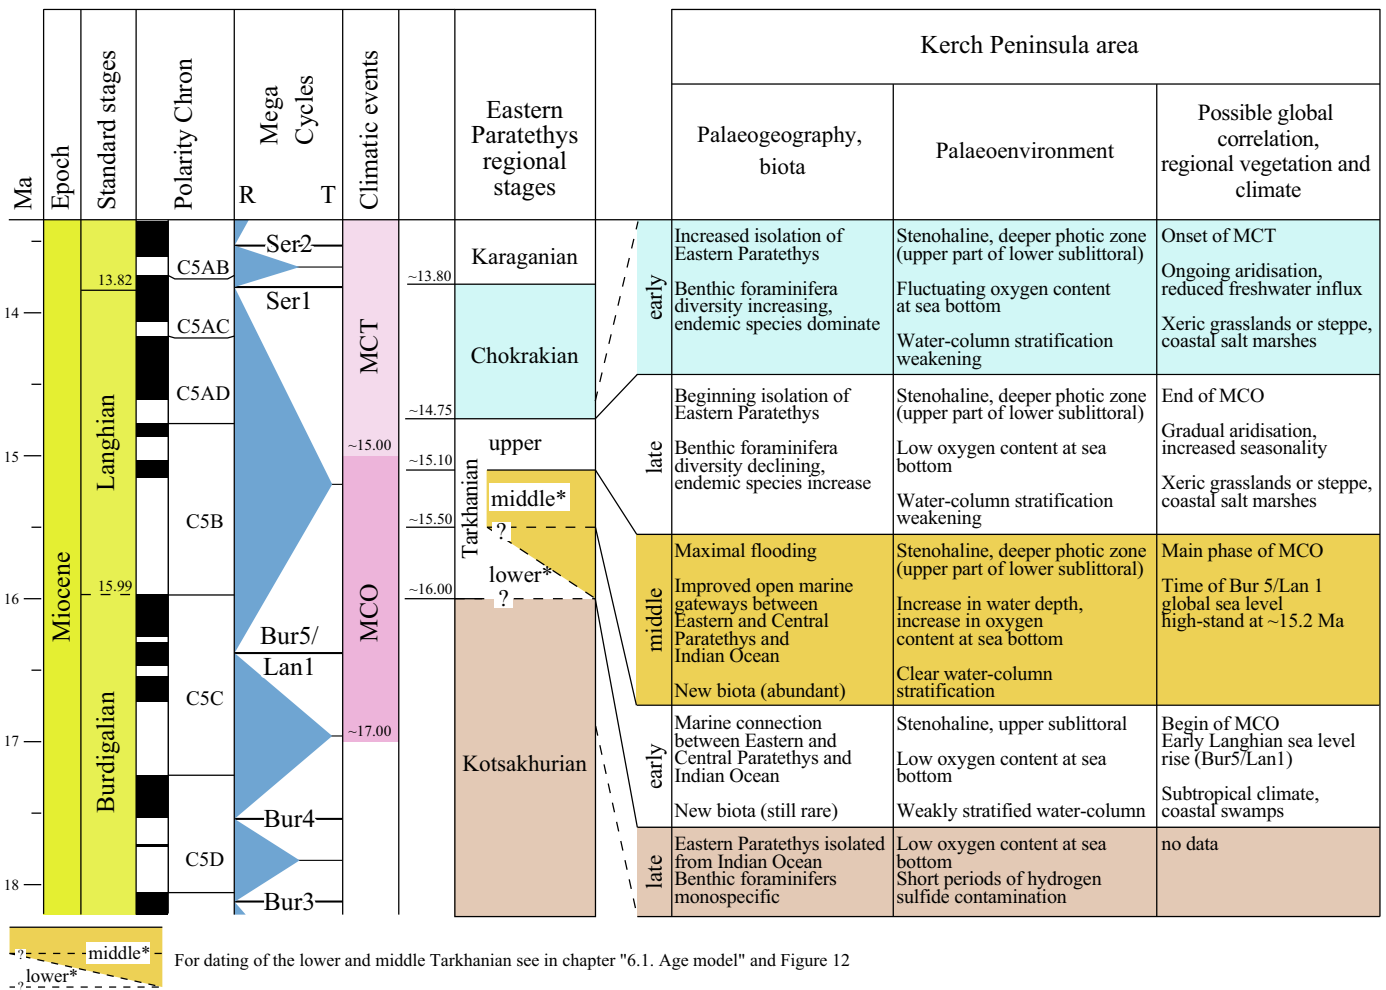 Ma
Epoch
Standard stages
Polarity Chron
Mega
Cycles
R T
Climatic events
Eastern
Paratethys
regional
stages
Kerch Peninsula area
Palaeogeography,
biota
Palaeoenvironment
Possible global
correlation,
regional vegetation and
climate
14
15
16
17
18
Miocene
13.82
Langhian
15.99
Burdigalian
C5AB
C5AC
C5AD
C5B
C5C
C5D
Ser2
Ser1
Bur5/
Lan1
Bur4
Bur3
MCT
~15.00
MCO
~17.00
~13.80
~14.75
~15.10
~15.50
~16.00
Karaganian
Chokrakian
Tarkhanian
upper
middle*
?
lower*
?
Kotsakhurian
early
Increased isolation of
Eastern Paratethys
Benthic foraminifera
diversity increasing,
endemic species dominate
Stenohaline, deeper photic zone
(upper part of lower sublittoral)
Fluctuating oxygen content
at sea bottom
Water-column stratification
weakening
Onset of MCT
Ongoing aridisation,
reduced freshwater influx
Xeric grasslands or steppe,
coastal salt marshes
late
Beginning isolation of
Eastern Paratethys
Benthic foraminifera
diversity declining,
endemic species increase
Stenohaline, deeper photic zone
(upper part of lower sublittoral)
Low oxygen content at sea
bottom
Water-column stratification
weakening
End of MCO
Gradual aridisation,
increased seasonality
Xeric grasslands or steppe,
coastal salt marshes
middle
Maximal flooding
Improved open marine
gateways between
Eastern and Central
Paratethys and
Indian Ocean
New biota (abundant)
Stenohaline, deeper photic zone
(upper part of lower sublittoral)
Increase in water depth,
increase in oxygen
content at sea bottom
Clear water-column
stratification
Main phase of MCO
Time of Bur 5/Lan 1
global sea level
high-stand at ~15.2 Ma
early
Marine connection
between Eastern and
Central Paratethys and
Indian Ocean
New biota (still rare)
Stenohaline, upper sublittoral
Low oxygen content at sea
bottom
Weakly stratified water-column
Begin of MCO
Early Langhian sea level
rise (Bur5/Lan1)
Subtropical climate,
coastal swamps
late
Eastern Paratethys isolated
from Indian Ocean
Benthic foraminifers
monospecific
Low oxygen content at sea
bottom
Short periods of hydrogen
sulfide contamination
no data
? middle*
lower*
?
For dating of the lower and middle Tarkhanian see in chapter "6.1. Age model" and Figure 12